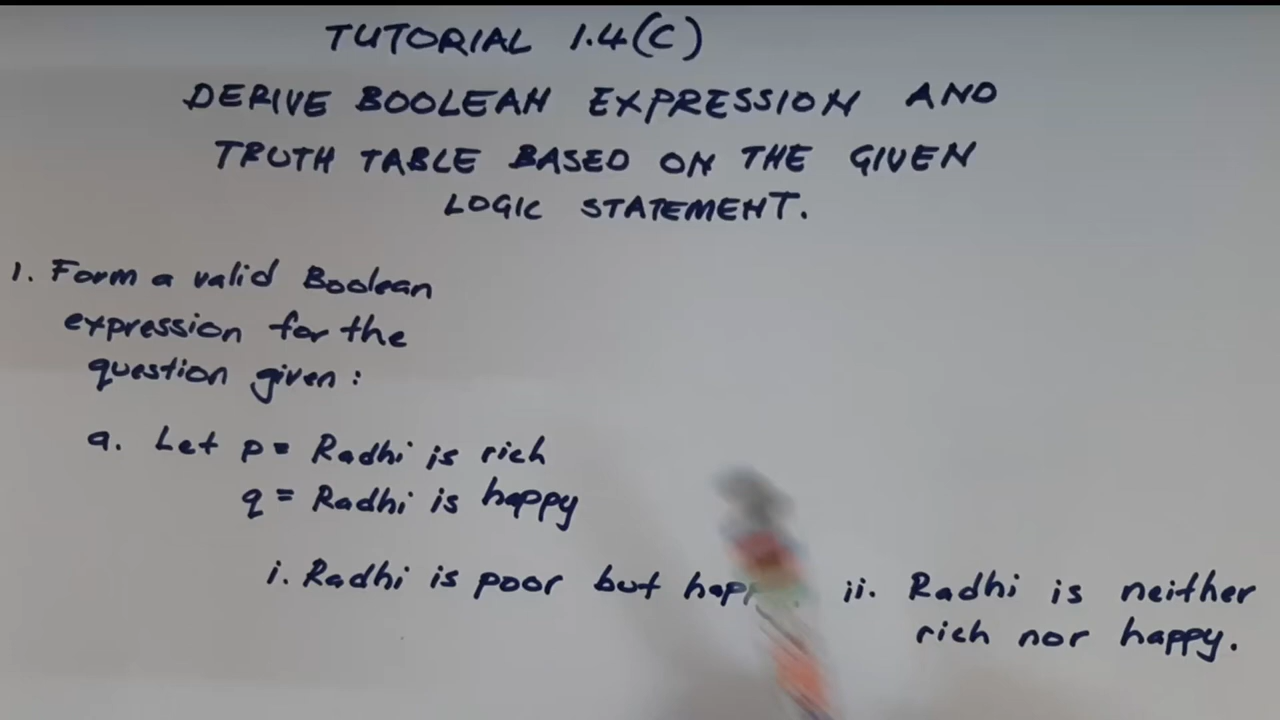 TUTORIAL 1.4(C)
DERIVE BOOLEAN EXPRESSION AND
TRUTH TABLE BASED ON THE GIVEN
LOGIC STATEMENT.
1. Form a valid Boolean
expression for the
question given:
a. Let p = Radhi is rich
q = Radhi is happy
i. Radhi is poor but
ii. Radhi is neither
rich nor happy.